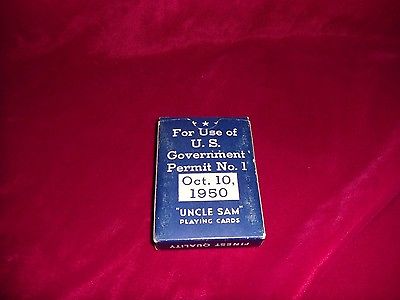 For Use of
U. S.
Government
Permit No. 1
Oct. 10,
1950
"UNCLE SAM"
PLAYING CARDS
FINEST QUALITY